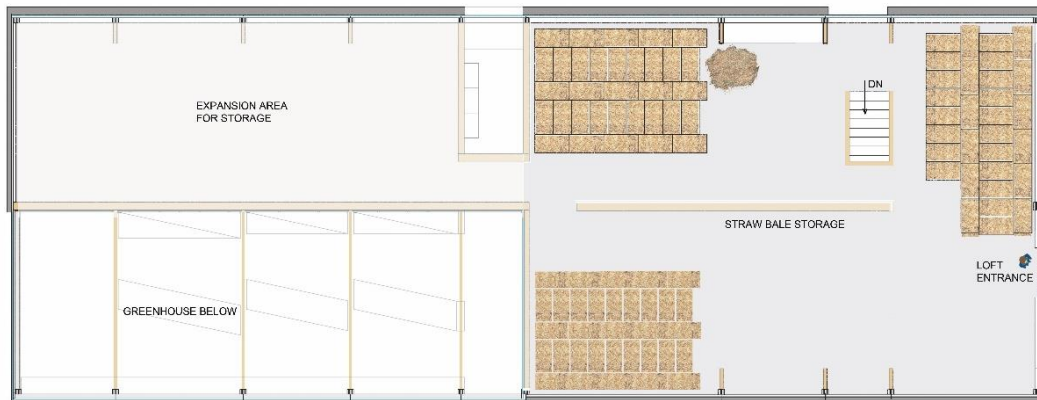 EXPANSION AREA
FOR STORAGE
DN
STRAW BALE STORAGE
LOFT
ENTRANCE
GREENHOUSE BELOW